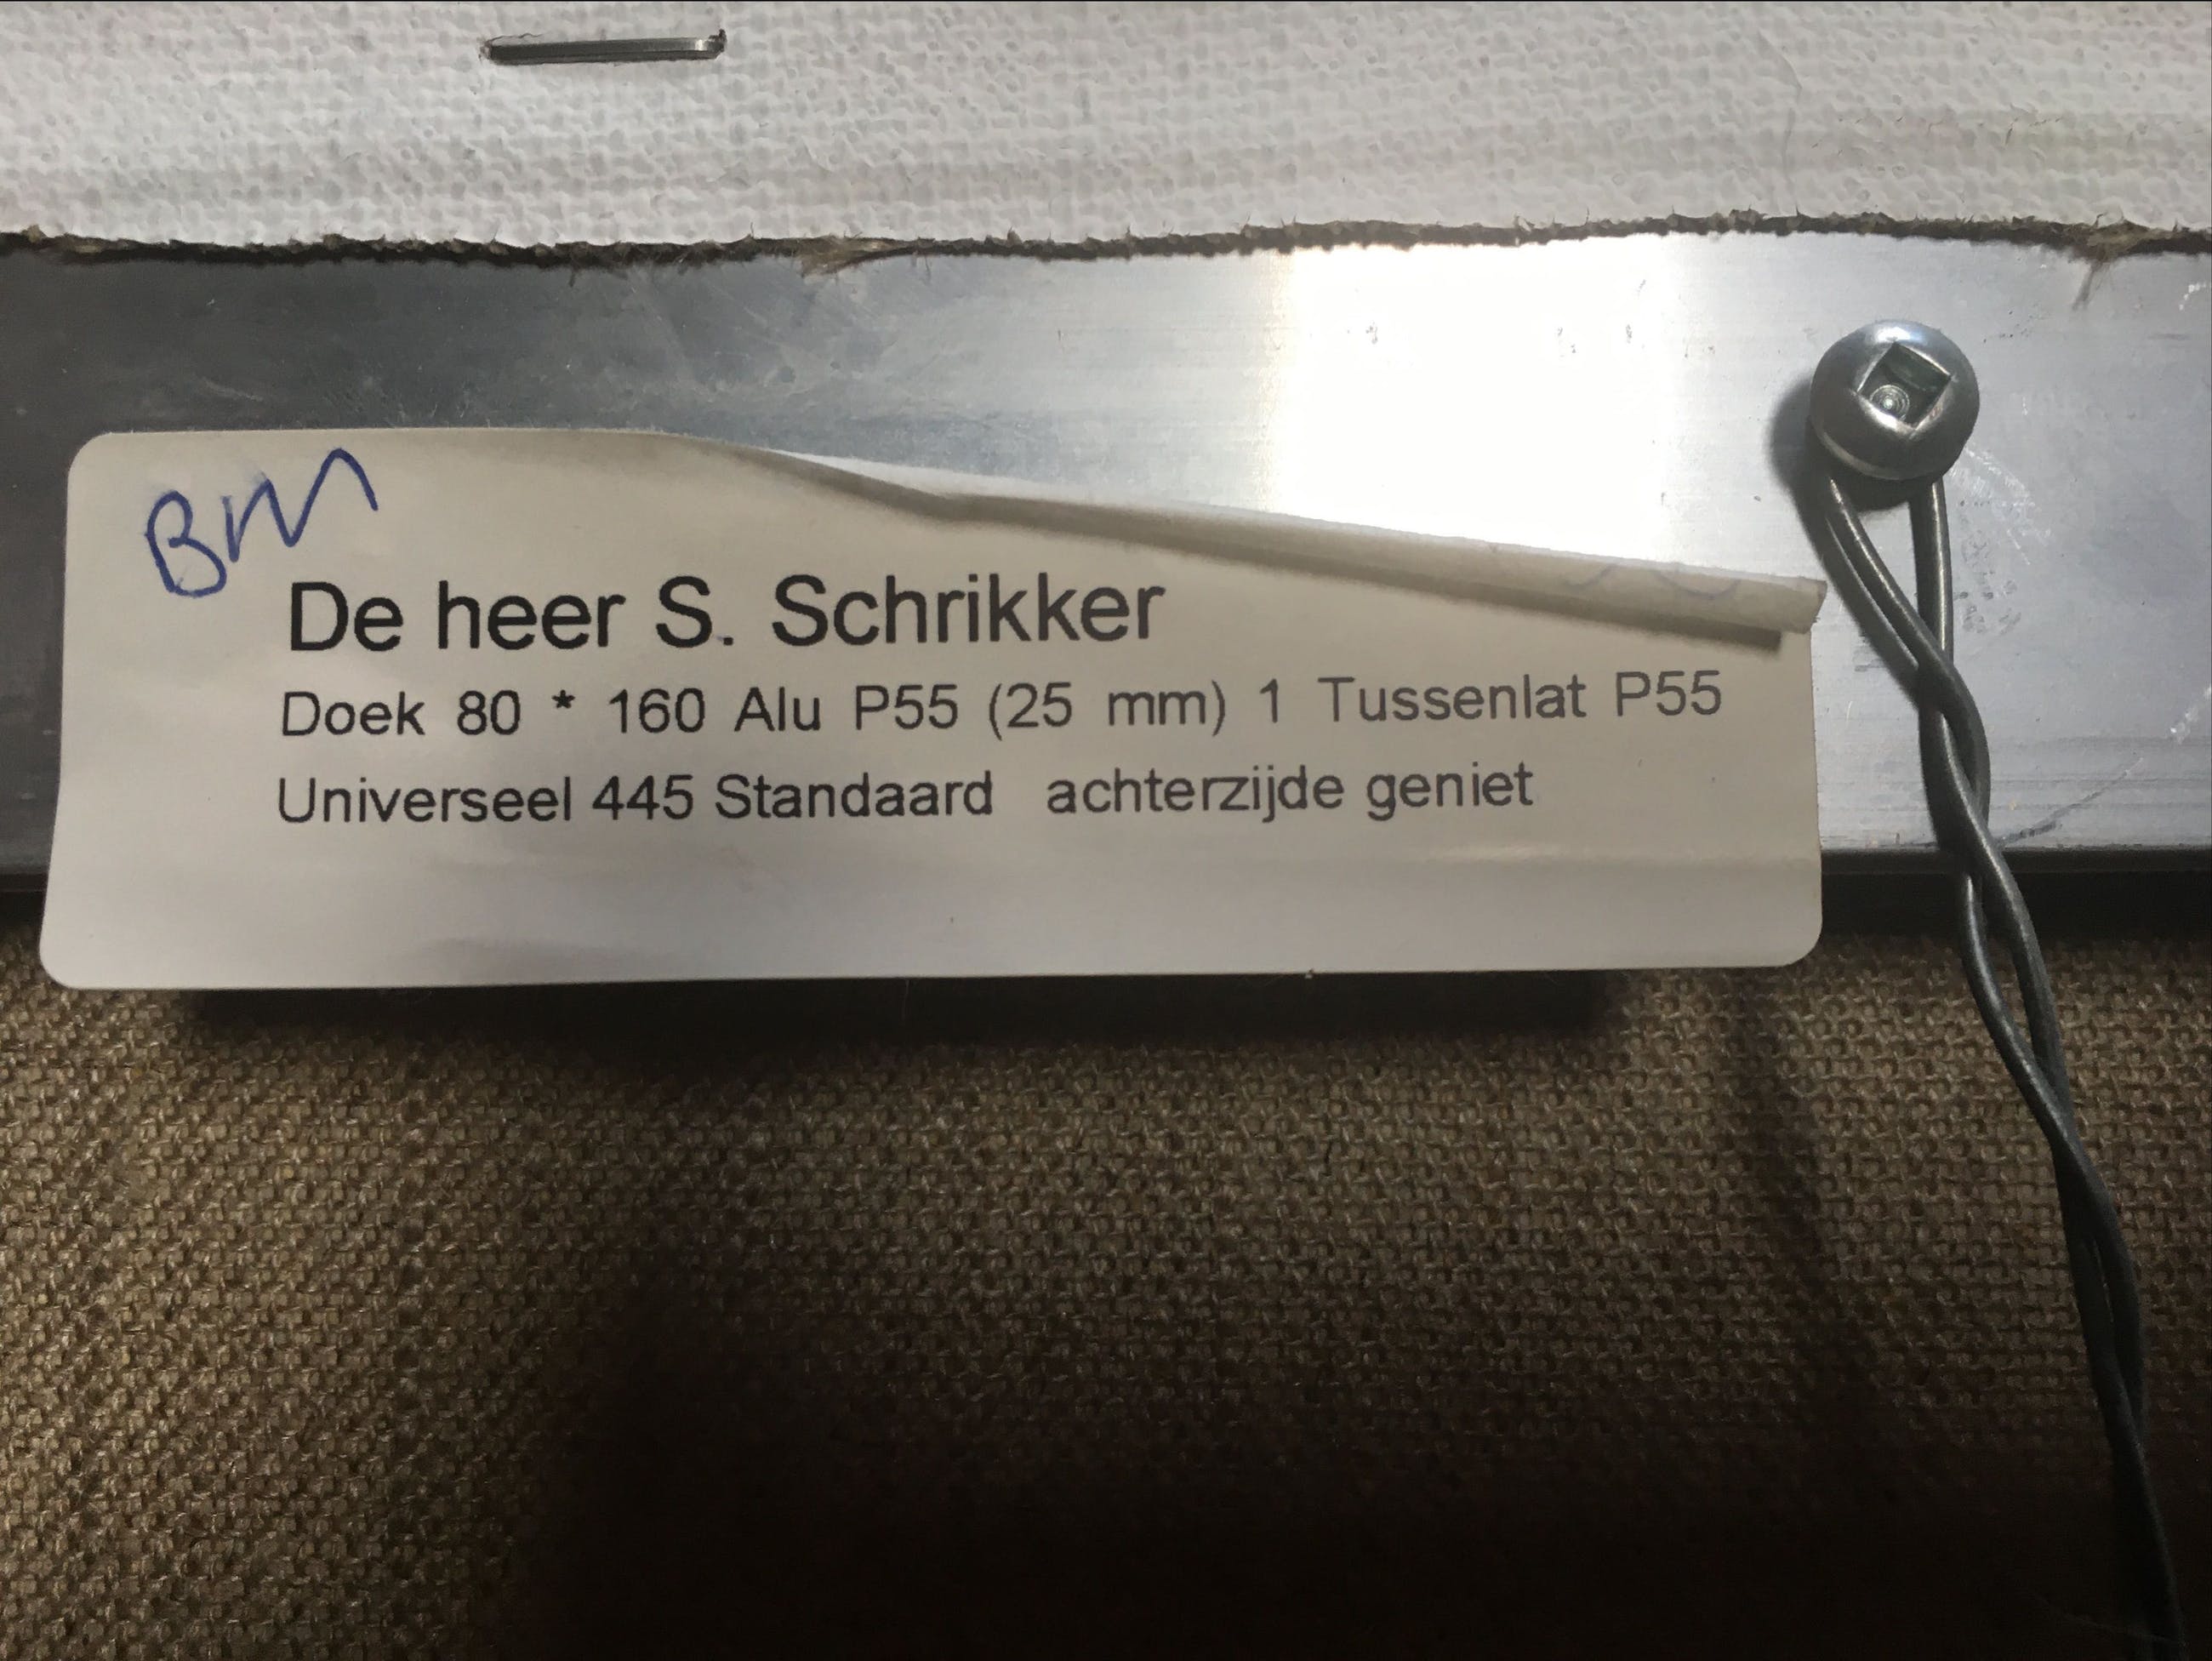 Bm
De heer S. Schrikker
Doek 80 * 160 Alu P55 (25 mm) 1 Tussenlat P55
Universeel 445 Standaard achterzijde geniet